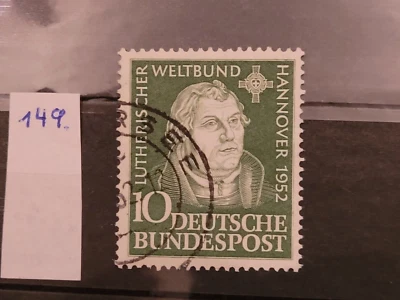 149.
LUTHERISCHER
WELTBUND
HANNOVER 1952
10 DEUTSCHE
BUNDESPOST